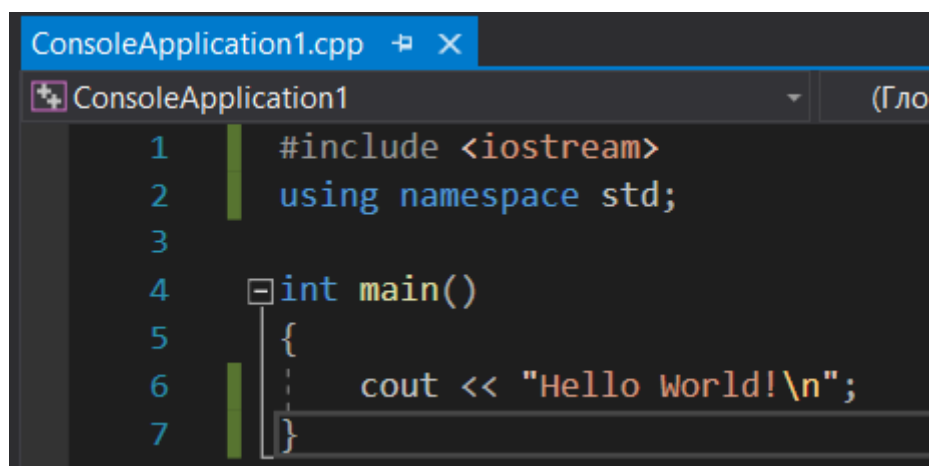 ConsoleApplication1.cpp
ConsoleApplication1 (Гло
1 #include <iostream>
2 using namespace std;
3
4 int main()
5 {
6 cout << "Hello World!\n";
7 }